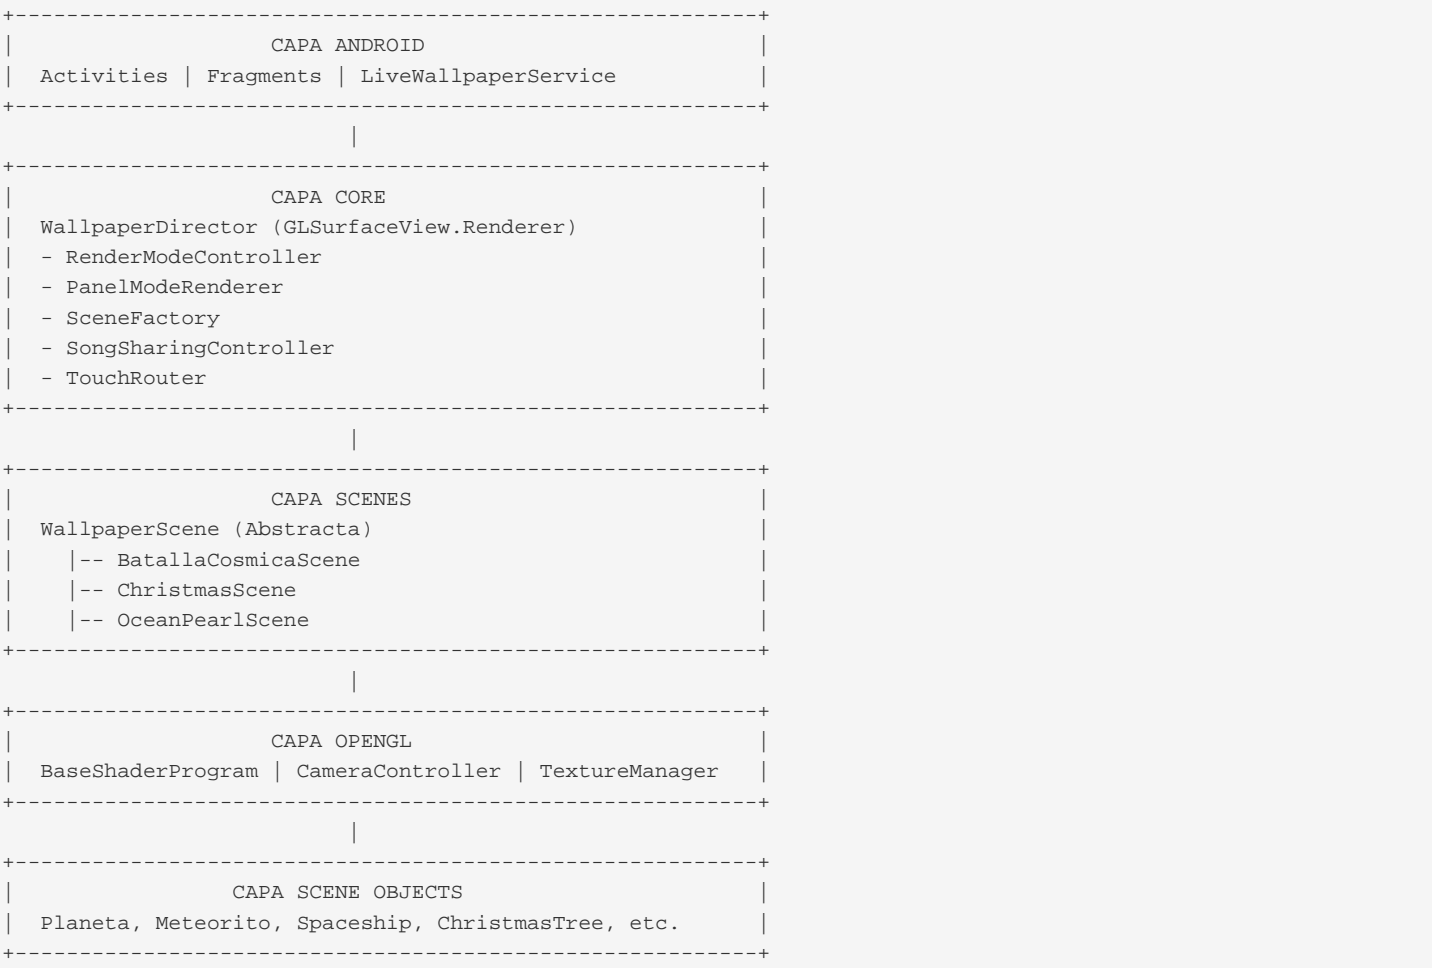 +----------------------------------------------------------+
|                    CAPA ANDROID                          |
|  Activities | Fragments | LiveWallpaperService           |
+----------------------------------------------------------+
                           |
+----------------------------------------------------------+
|                    CAPA CORE                             |
|  WallpaperDirector (GLSurfaceView.Renderer)              |
|  - RenderModeController                                  |
|  - PanelModeRenderer                                     |
|  - SceneFactory                                          |
|  - SongSharingController                                 |
|  - TouchRouter                                           |
+----------------------------------------------------------+
                           |
+----------------------------------------------------------+
|                    CAPA SCENES                           |
|  WallpaperScene (Abstracta)                              |
|    |-- BatallaCosmicaScene                               |
|    |-- ChristmasScene                                    |
|    |-- OceanPearlScene                                   |
+----------------------------------------------------------+
                           |
+----------------------------------------------------------+
|                    CAPA OPENGL                           |
|  BaseShaderProgram | CameraController | TextureManager   |
+----------------------------------------------------------+
                           |
+----------------------------------------------------------+
|                 CAPA SCENE OBJECTS                       |
|  Planeta, Meteorito, Spaceship, ChristmasTree, etc.      |
+----------------------------------------------------------+